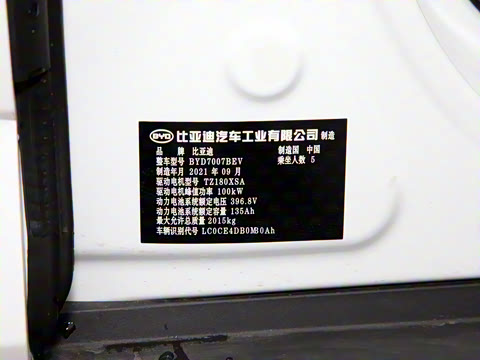 BYD 比亚迪汽车工业有限公司 制造
品 牌 比亚迪 制造国 中国
整车型号 BYD7007BEV 乘坐人数 5
制造年月 2021 年 09 月
驱动电机型号 TZ180XSA
驱动电机峰值功率 100kW
动力电池系统额定电压 396.8V
动力电池系统额定容量 135Ah
最大允许总质量 2015kg
车辆识别代号